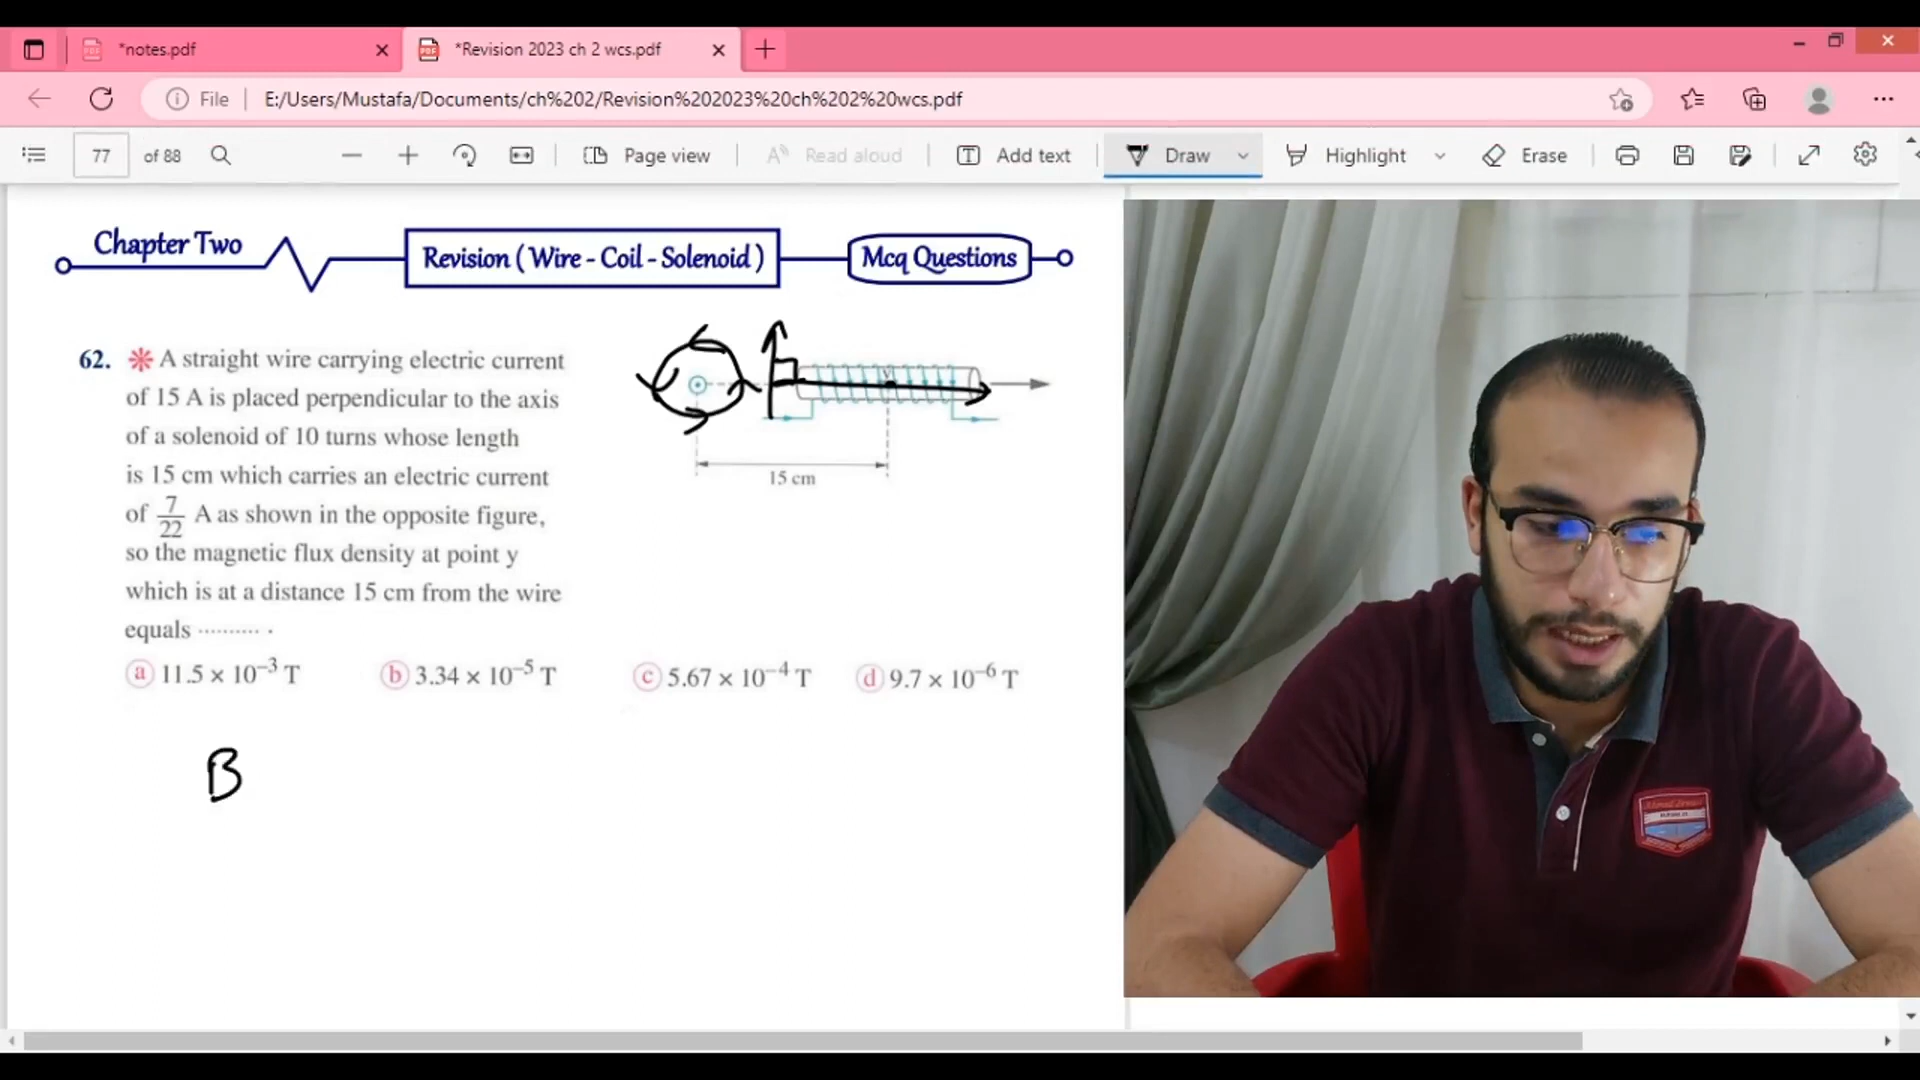 *notes.pdf
*Revision 2023 ch 2 wcs.pdf
File
E:/Users/Mustafa/Documents/ch%202/Revision%202023%20ch%202%20wcs.pdf
77 of 88
Page view
Read aloud
Add text
Draw
Highlight
Erase
Chapter Two
Revision ( Wire - Coil - Solenoid )
Mcq Questions
62. A straight wire carrying electric current
of 15 A is placed perpendicular to the axis
of a solenoid of 10 turns whose length
is 15 cm which carries an electric current
of 7/22 A as shown in the opposite figure,
so the magnetic flux density at point y
which is at a distance 15 cm from the wire
equals ·········· .
15 cm
a 11.5 × 10⁻³ T
b 3.34 × 10⁻⁵ T
c 5.67 × 10⁻⁴ T
d 9.7 × 10⁻⁶ T
B